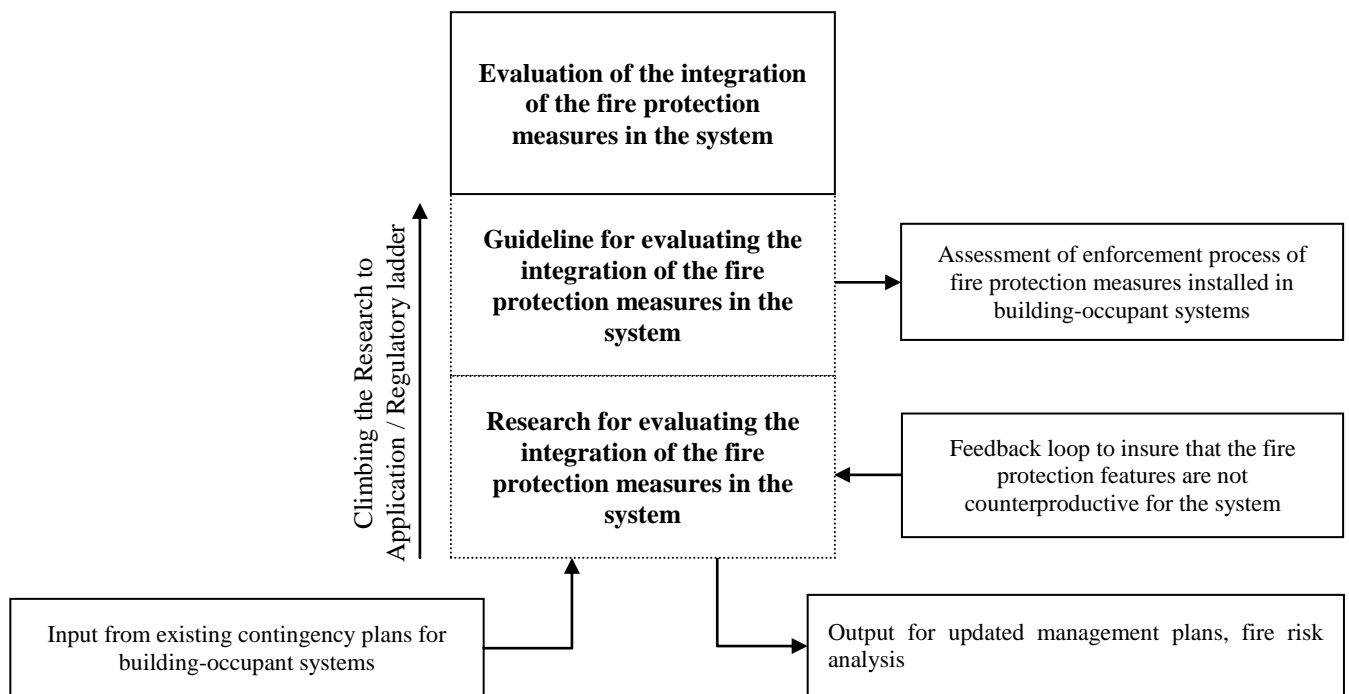 Evaluation of the integration
of the fire protection
measures in the system
Climbing the Research to
Application / Regulatory ladder
Guideline for evaluating the
integration of the fire
protection measures in the
system
Assessment of enforcement process of
fire protection measures installed in
building-occupant systems
Research for evaluating the
integration of the fire
protection measures in the
system
Feedback loop to insure that the fire
protection features are not
counterproductive for the system
Input from existing contingency plans for
building-occupant systems
Output for updated management plans, fire risk
analysis